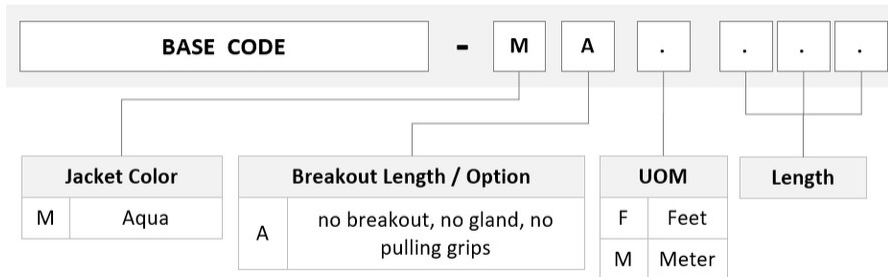 BASE CODE - M A . . . .
Jacket Color
M Aqua
Breakout Length / Option
A no breakout, no gland, no
pulling grips
UOM
F Feet
M Meter
Length